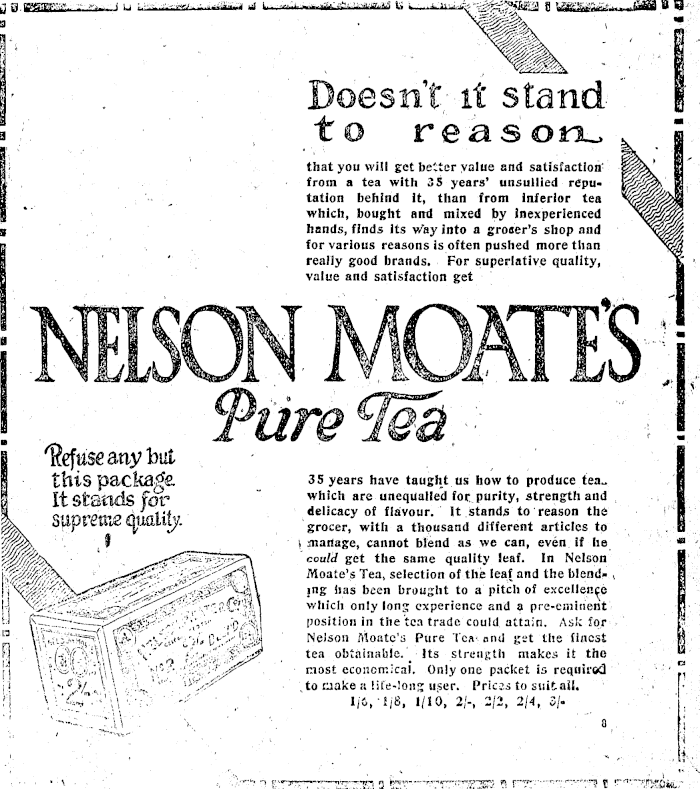 Doesn't it stand
to reason
that you will get better value and satisfaction
from a tea with 35 years' unsullied repu-
tation behind it, than from inferior tea
which, bought and mixed by inexperienced
hands, finds its way into a grocer's shop and
for various reasons is often pushed more than
really good brands. For superlative quality,
value and satisfaction get
NELSON MOATE'S
Pure Tea
Refuse any but
this package.
It stands for
supreme quality.
35 years have taught us how to produce tea
which are unequalled for purity, strength and
delicacy of flavour. It stands to reason the
grocer, with a thousand different articles to
manage, cannot blend as we can, even if he
could get the same quality leaf. In Nelson
Moate's Tea, selection of the leaf and the blend-
ing has been brought to a pitch of excellence
which only long experience and a pre-eminent
position in the tea trade could attain. Ask for
Nelson Moate's Pure Tea and get the finest
tea obtainable. Its strength makes it the
most economical. Only one packet is required
to make a life-long user. Prices to suit all.
1/6, 1/8, 1/10, 2/-, 2/2, 2/4, 3/-
8